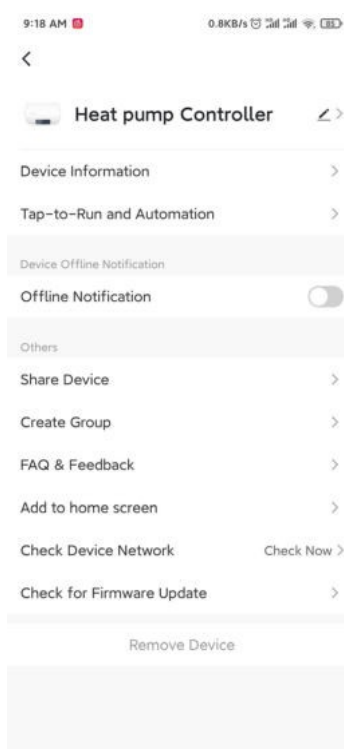 9:18 AM 0.8KB/s 85
Heat pump Controller
Device Information
Tap-to-Run and Automation
Device Offline Notification
Offline Notification
Others
Share Device
Create Group
FAQ & Feedback
Add to home screen
Check Device Network Check Now
Check for Firmware Update
Remove Device